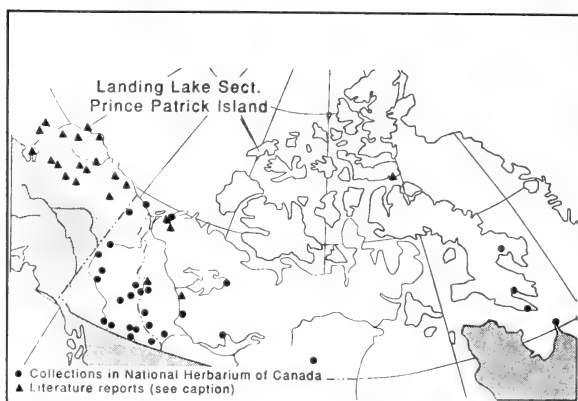 Landing Lake Sect.
Prince Patrick Island
Collections in National Herbarium of Canada
Literature reports (see caption)